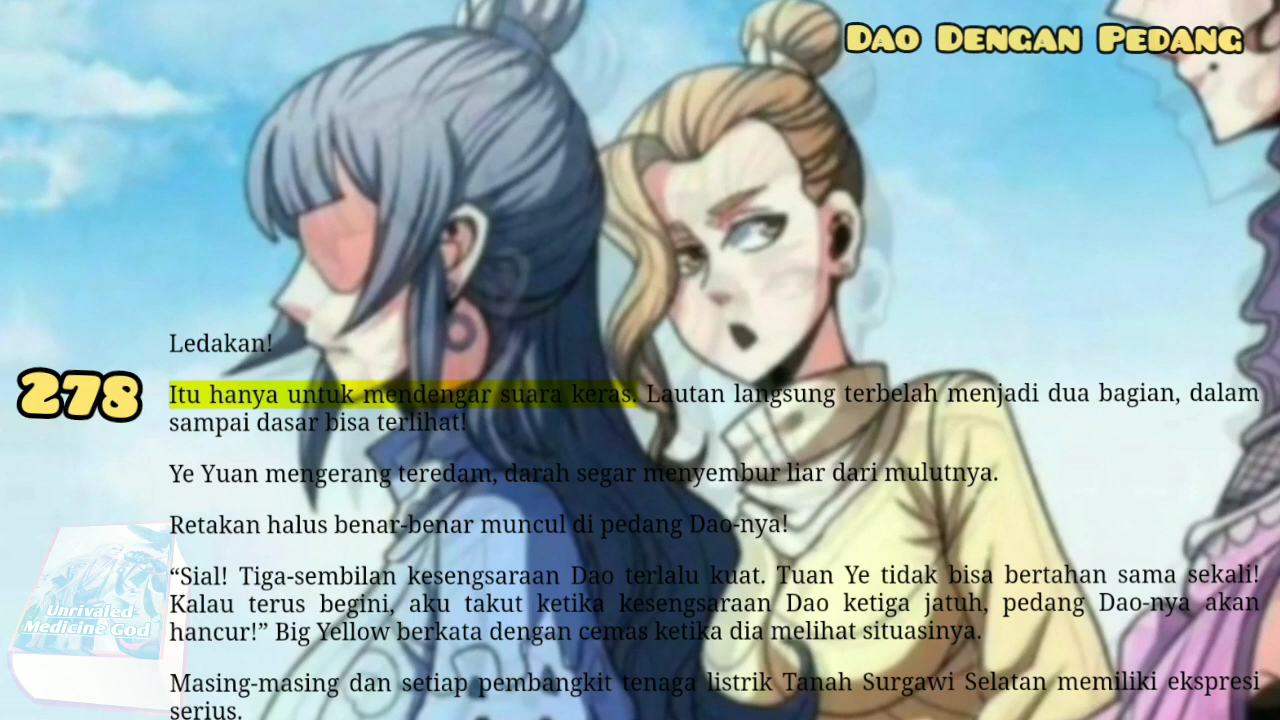 Dao Dengan Pedang
Ledakan!
278
Itu hanya untuk mendengar suara keras. Lautan langsung terbelah menjadi dua bagian, dalam
sampai dasar bisa terlihat!
Ye Yuan mengerang teredam, darah segar menyembur liar dari mulutnya.
Retakan halus benar-benar muncul di pedang Dao-nya!
“Sial! Tiga-sembilan kesengsaraan Dao terlalu kuat. Tuan Ye tidak bisa bertahan sama sekali!
Kalau terus begini, aku takut ketika kesengsaraan Dao ketiga jatuh, pedang Dao-nya akan
hancur!” Big Yellow berkata dengan cemas ketika dia melihat situasinya.
Unrivaled
Medicine God
Masing-masing dan setiap pembangkit tenaga listrik Tanah Surgawi Selatan memiliki ekspresi
serius.